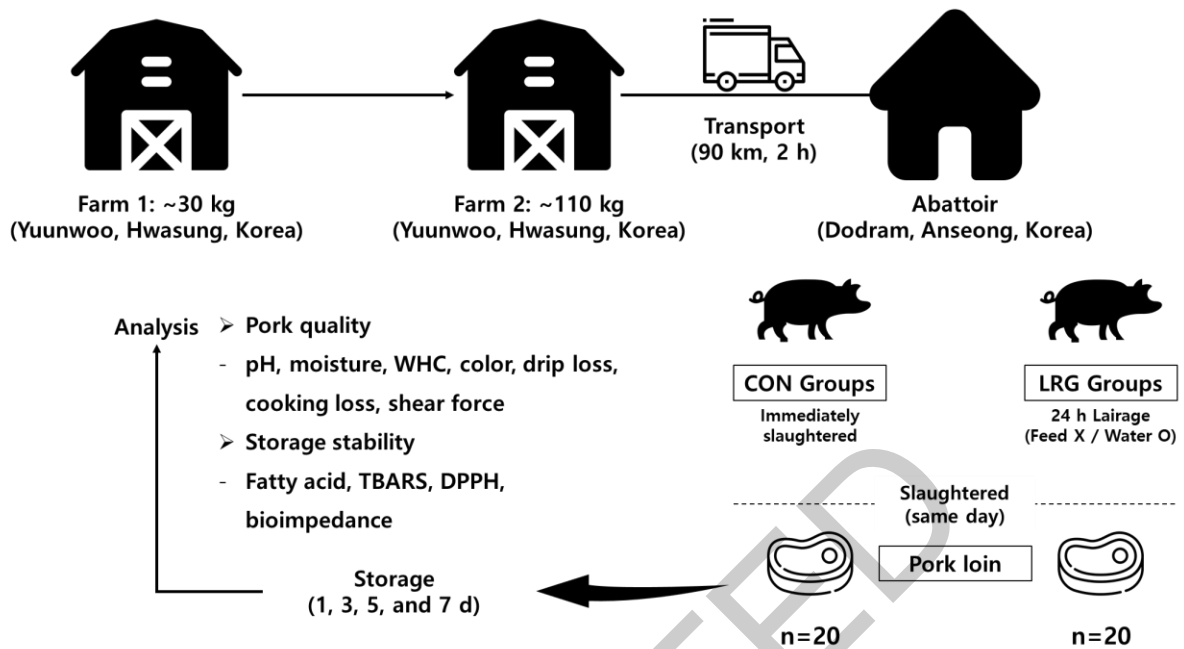 Farm 1: ~30 kg
(Yuunwoo, Hwasung, Korea)
Farm 2: ~110 kg
(Yuunwoo, Hwasung, Korea)
Transport
(90 km, 2 h)
Abattoir
(Dodram, Anseong, Korea)
CON Groups
Immediately
slaughtered
LRG Groups
24 h Lairage
(Feed X / Water O)
Slaughtered
(same day)
Pork loin
n=20
n=20
Storage
(1, 3, 5, and 7 d)
Analysis
➢ Pork quality
- pH, moisture, WHC, color, drip loss,
cooking loss, shear force
➢ Storage stability
- Fatty acid, TBARS, DPPH,
bioimpedance